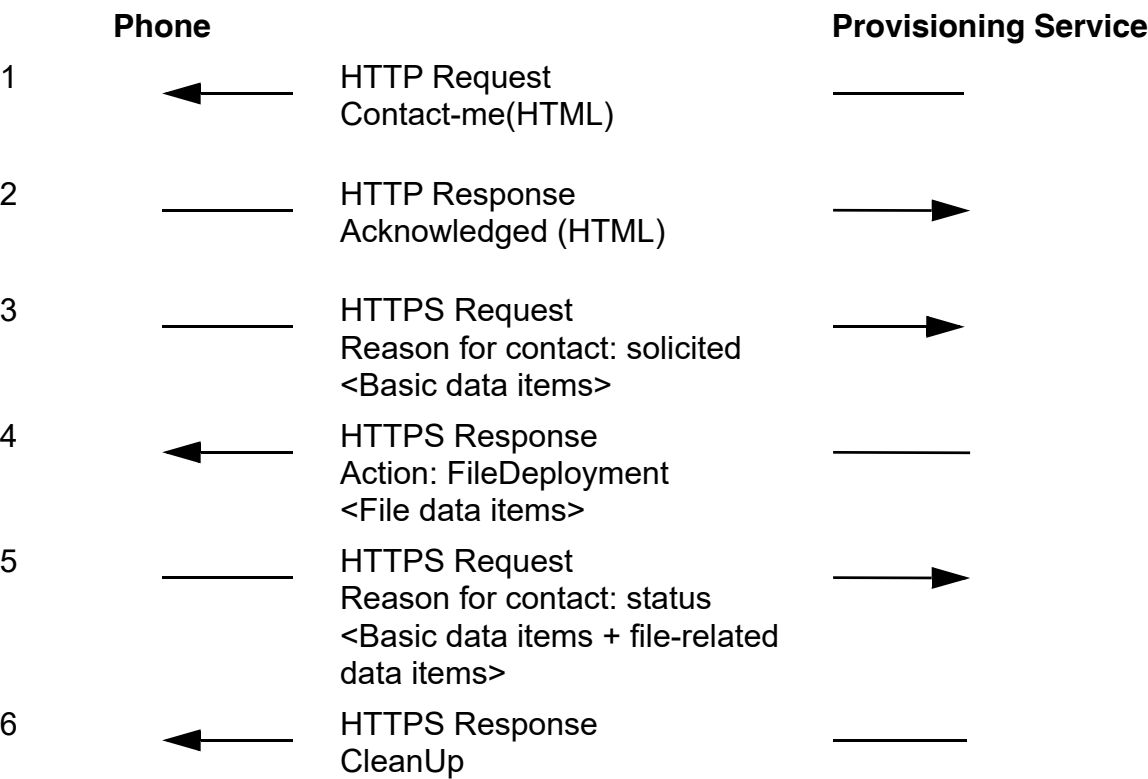 Phone Provisioning Service
1 HTTP Request
Contact-me(HTML)
2 HTTP Response
Acknowledged (HTML)
3 HTTPS Request
Reason for contact: solicited
<Basic data items>
4 HTTPS Response
Action: FileDeployment
<File data items>
5 HTTPS Request
Reason for contact: status
<Basic data items + file-related
data items>
6 HTTPS Response
CleanUp